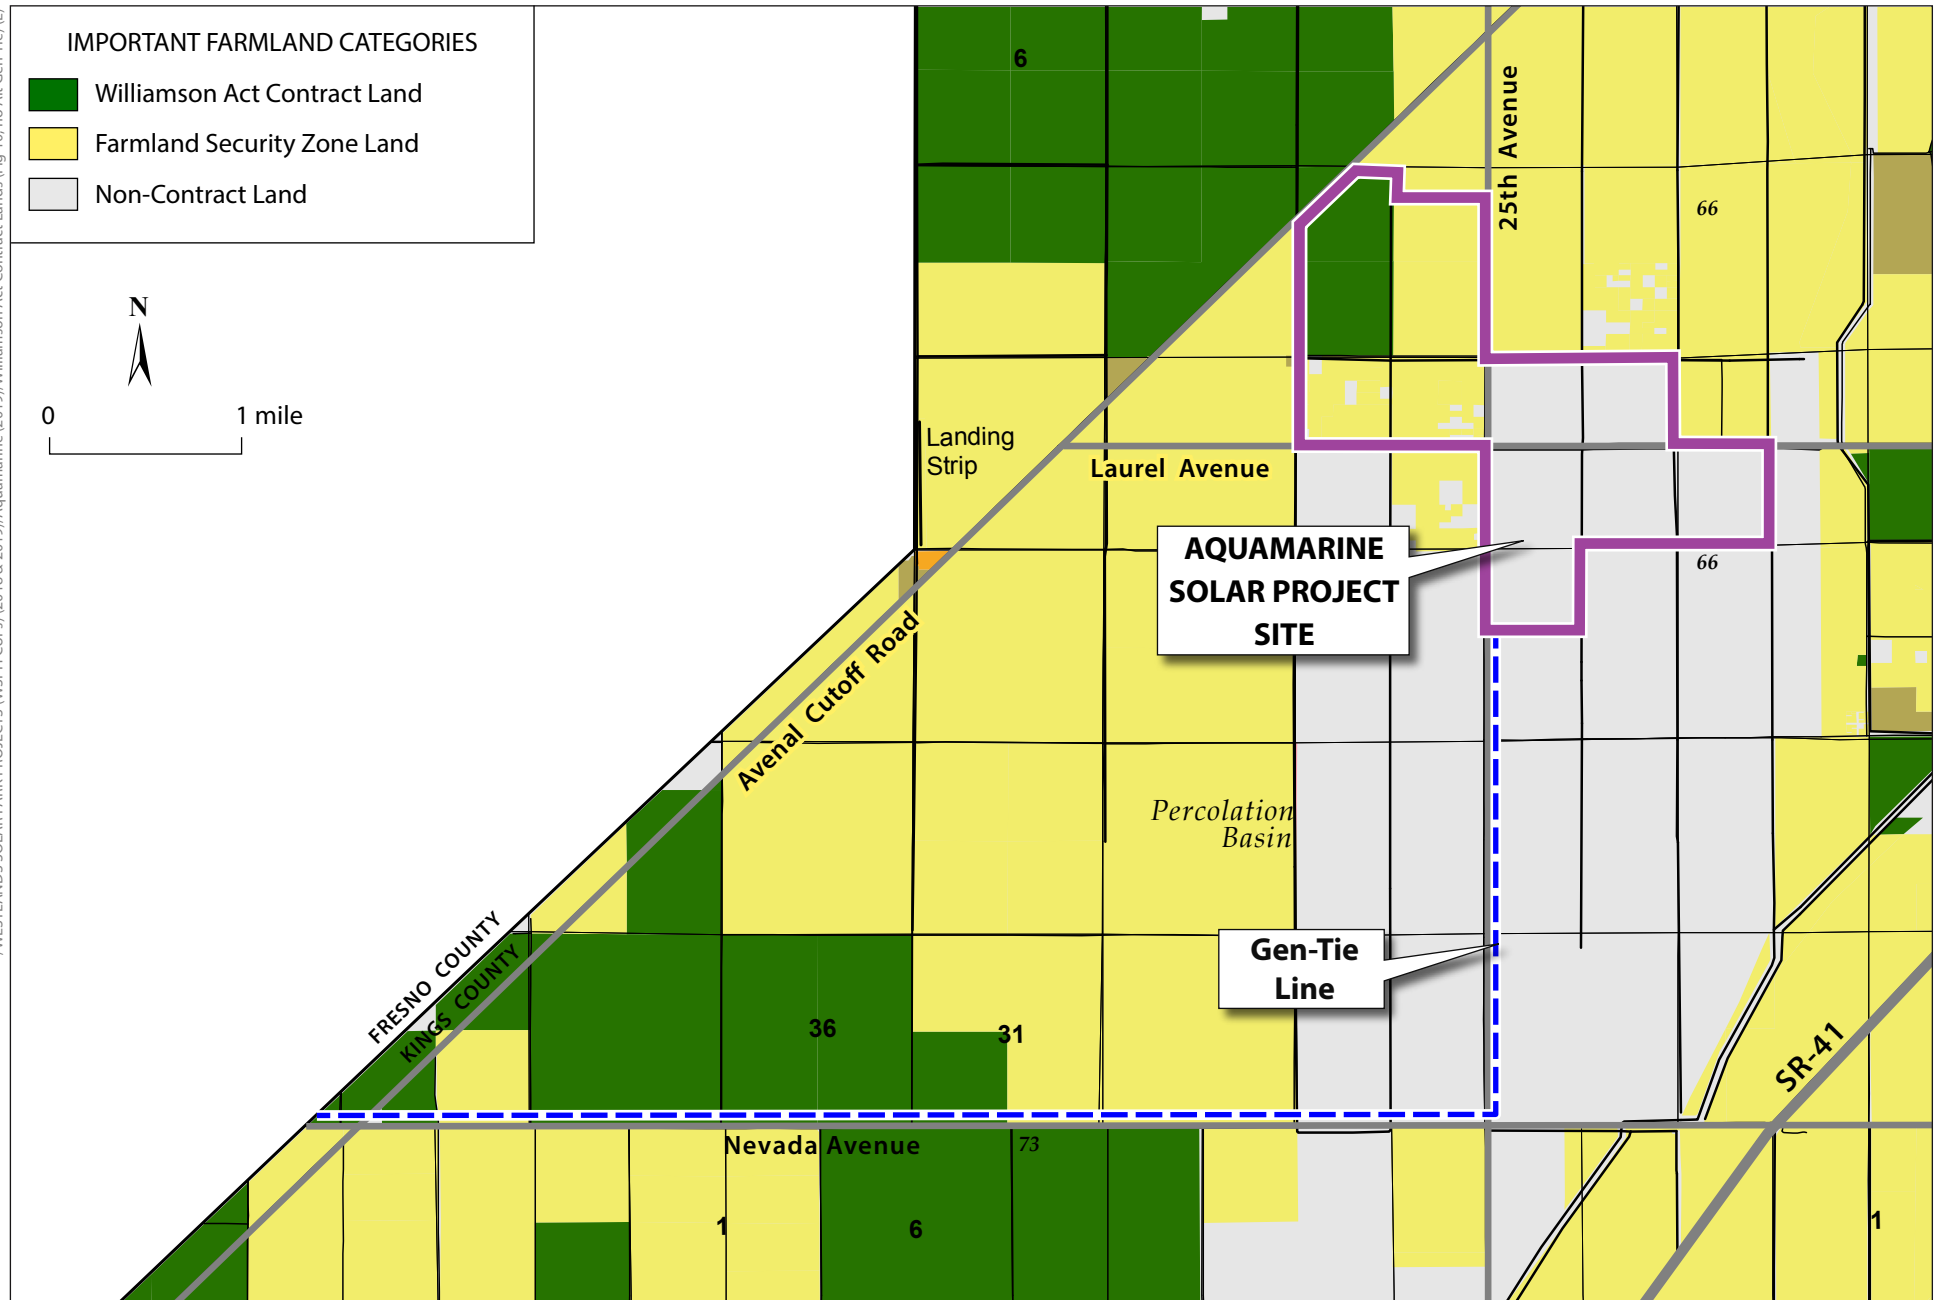 IMPORTANT FARMLAND CATEGORIES
Williamson Act Contract Land
Farmland Security Zone Land
Non-Contract Land
N
0 1 mile
6
25th Avenue
66
Landing
Strip
Laurel Avenue
AQUAMARINE
SOLAR PROJECT
SITE
66
Avenal Cutoff Road
Percolation
Basin
Gen-Tie
Line
FRESNO COUNTY
KINGS COUNTY
36
31
SR-41
Nevada Avenue
73
1
6
1